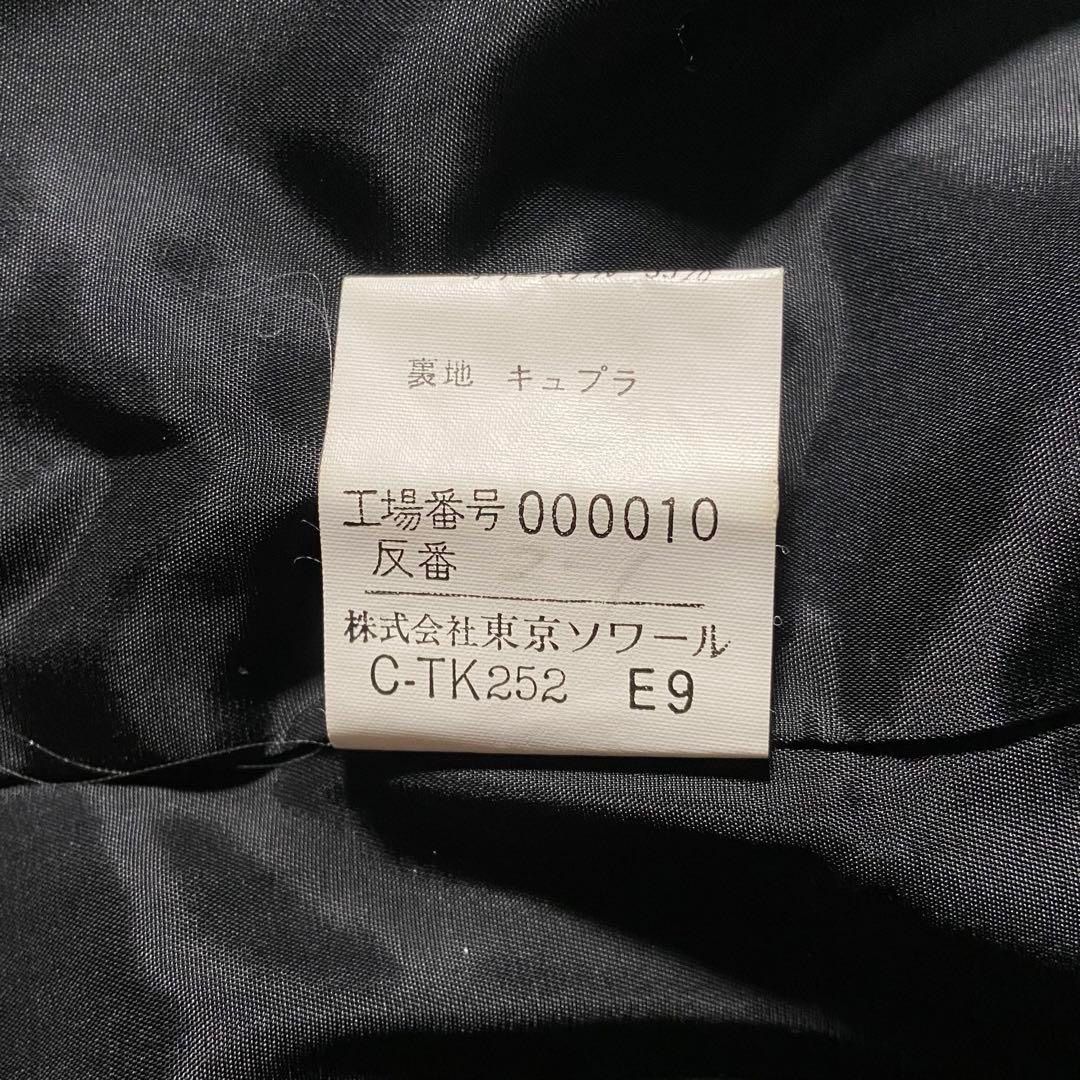 裏地 キュプラ
工場番号 000010
反番
株式会社東京ソワール
C-TK252 E9